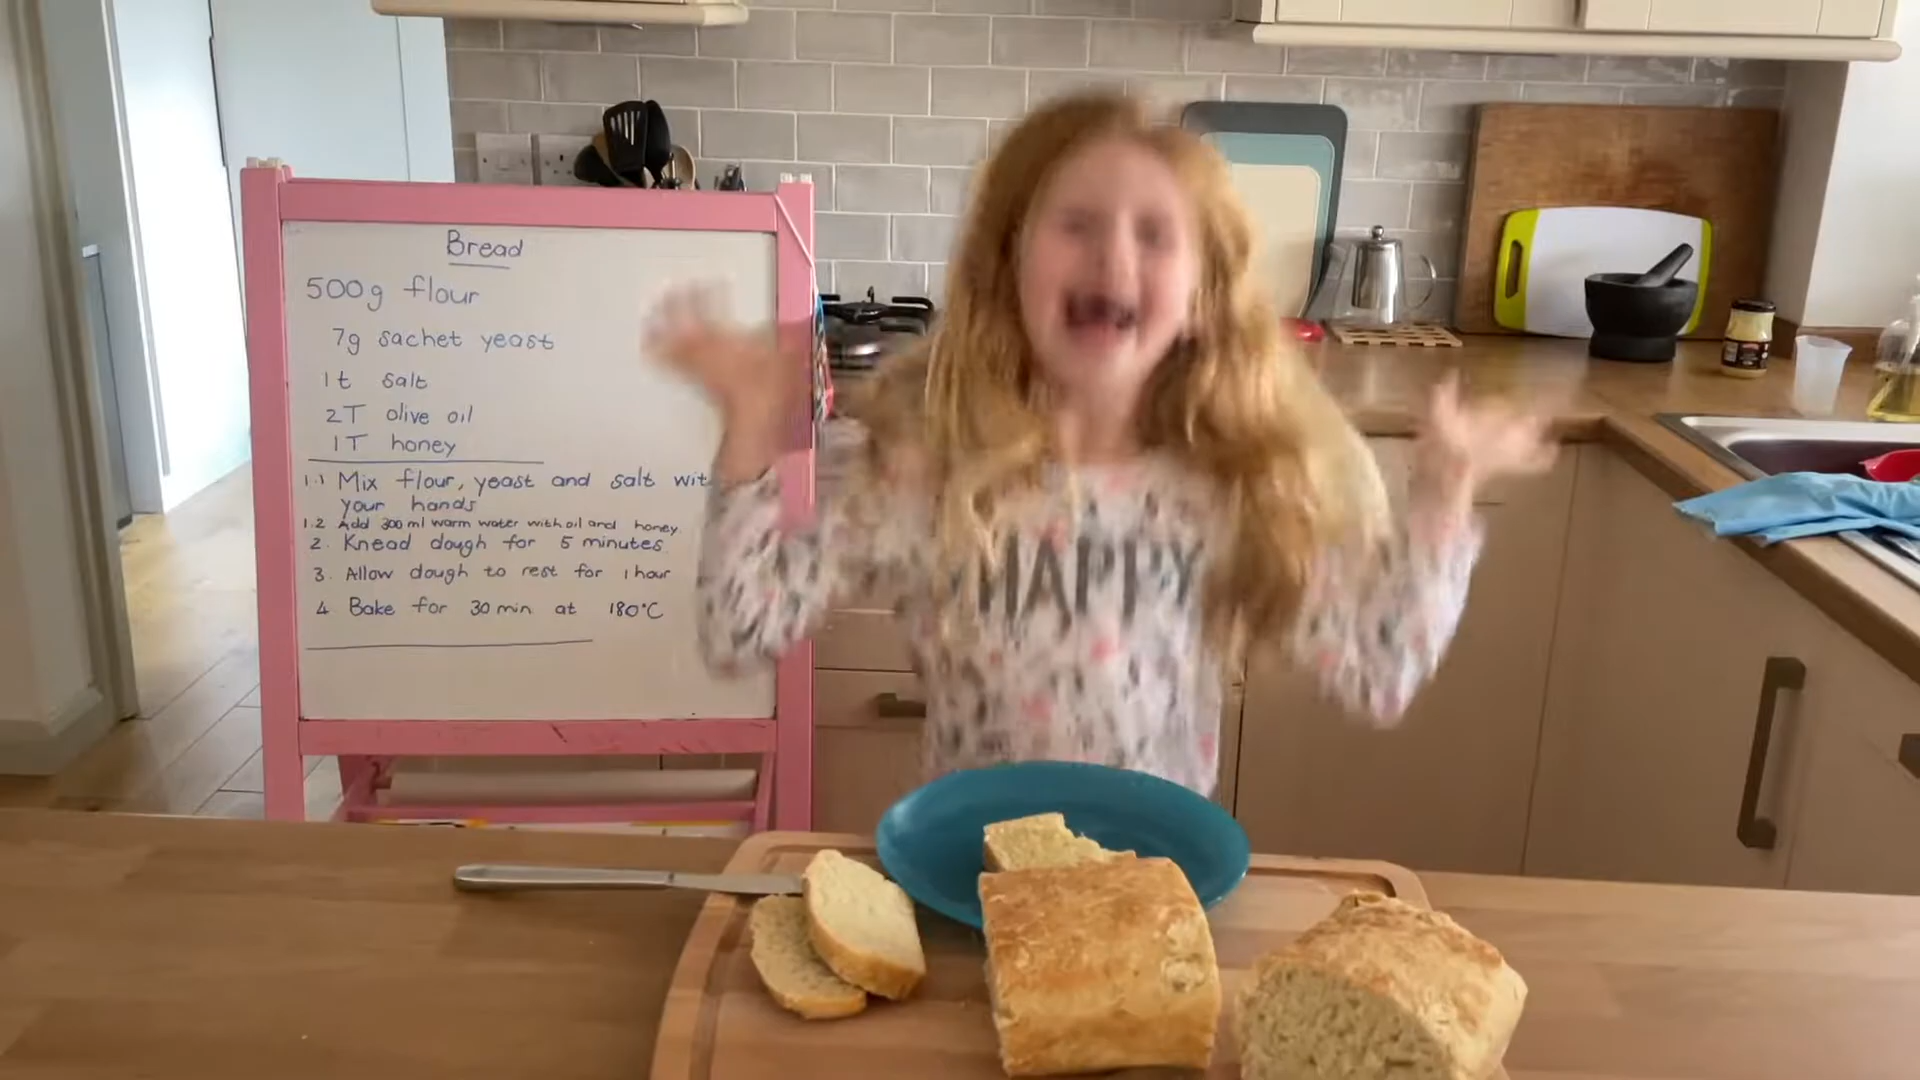 Bread
500g flour
7g sachet yeast
1t salt
2T olive oil
1T honey
1.1 Mix flour, yeast and salt wit
your hands
1.2 Add 300ml warm water with oil and honey.
2. Knead dough for 5 minutes.
3. Allow dough to rest for 1 hour
4 Bake for 30 min at 180°C
HAPPY